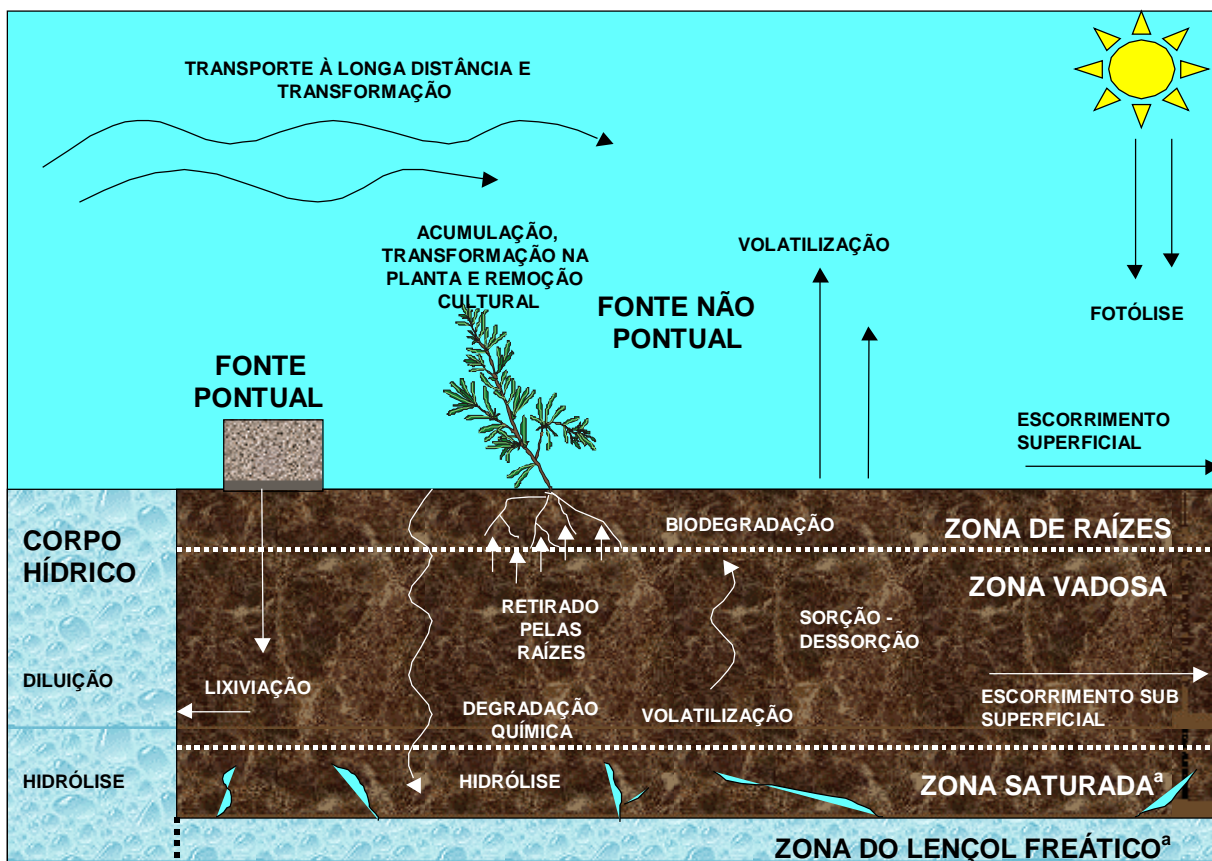 TRANSPORTE À LONGA DISTÂNCIA E
TRANSFORMAÇÃO
ACUMULAÇÃO,
TRANSFORMAÇÃO NA
PLANTA E REMOÇÃO
CULTURAL
VOLATILIZAÇÃO
FONTE NÃO
PONTUAL
FOTÓLISE
FONTE
PONTUAL
ESCORRIMENTO
SUPERFICIAL
CORPO
HÍDRICO
BIODEGRADAÇÃO
ZONA DE RAÍZES
ZONA VADOSA
RETIRADO
PELAS
RAÍZES
SORÇÃO -
DESSORÇÃO
DILUIÇÃO
LIXIVIAÇÃO
DEGRADAÇÃO
QUÍMICA
VOLATILIZAÇÃO
ESCORRIMENTO SUB
SUPERFICIAL
HIDRÓLISE
HIDRÓLISE
ZONA SATURADAª
ZONA DO LENÇOL FREÁTICOª